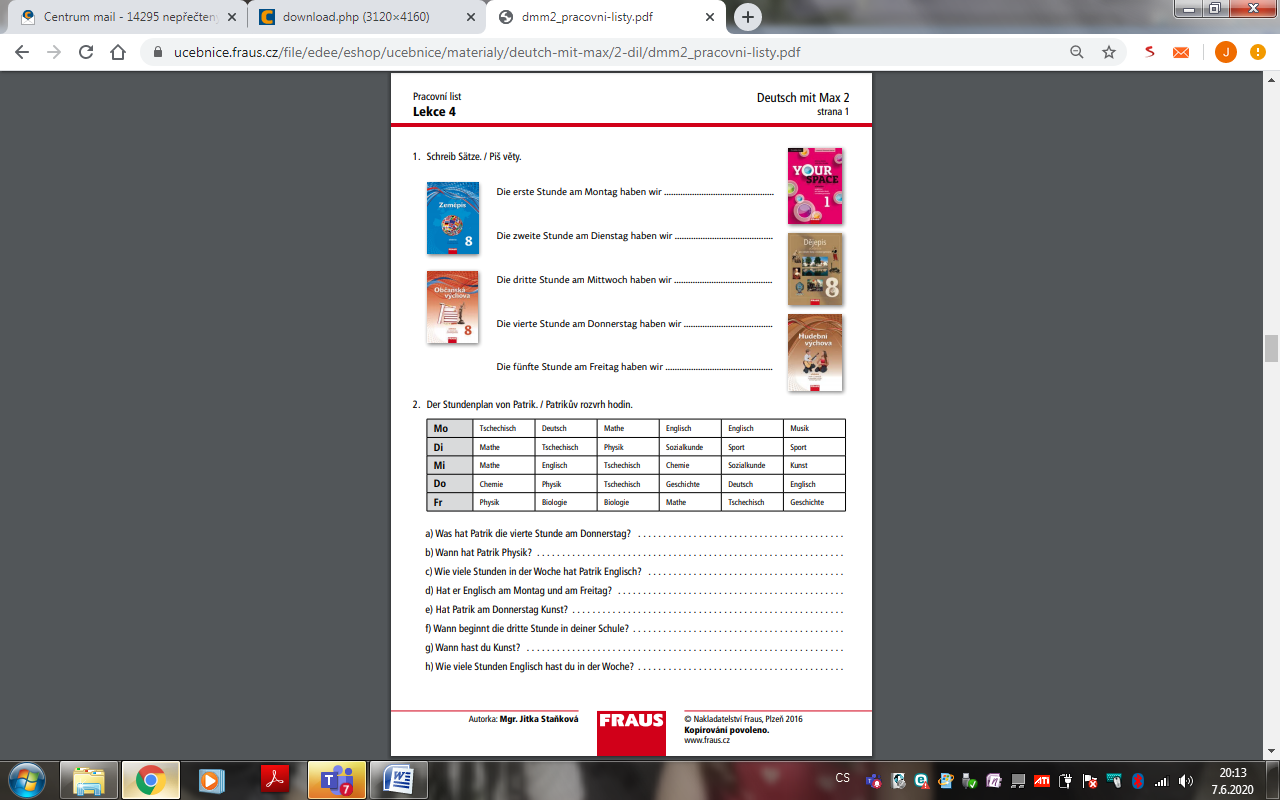 Centrum mail - 14295 nepřečten
download.php (3120×4160)
dmm2_pracovni-listy.pdf
ucebnice.fraus.cz/file/edee/eshop/ucebnice/materialy/deutch-mit-max/2-dil/dmm2_pracovni-listy.pdf
J
Pracovní list
Lekce 4
Deutsch mit Max 2
strana 1
1. Schreib Sätze. / Piš věty.
YOUR
SPACE
1
Zeměpis
8
Die erste Stunde am Montag haben wir ................................................
Die zweite Stunde am Dienstag haben wir ..........................................
Dějepis
8
Občanská
výchova
8
Die dritte Stunde am Mittwoch haben wir ..........................................
Die vierte Stunde am Donnerstag haben wir ......................................
Hudební
výchova
Die fünfte Stunde am Freitag haben wir ..............................................
2. Der Stundenplan von Patrik. / Patrikův rozvrh hodin.
Mo Tschechisch Deutsch Mathe Englisch Englisch Musik
Di Mathe Tschechisch Physik Sozialkunde Sport Sport
Mi Mathe Englisch Tschechisch Chemie Sozialkunde Kunst
Do Chemie Physik Tschechisch Geschichte Deutsch Englisch
Fr Physik Biologie Biologie Mathe Tschechisch Geschichte
a) Was hat Patrik die vierte Stunde am Donnerstag? . . . . . . . . . . . . . . . . . . . . . . . . . . . . . . . . . . . . . . . .
b) Wann hat Patrik Physik? . . . . . . . . . . . . . . . . . . . . . . . . . . . . . . . . . . . . . . . . . . . . . . . . . . . . . . . . . . .
c) Wie viele Stunden in der Woche hat Patrik Englisch? . . . . . . . . . . . . . . . . . . . . . . . . . . . . . . . . . . . . . .
d) Hat er Englisch am Montag und am Freitag? . . . . . . . . . . . . . . . . . . . . . . . . . . . . . . . . . . . . . . . . . . . .
e) Hat Patrik am Donnerstag Kunst? . . . . . . . . . . . . . . . . . . . . . . . . . . . . . . . . . . . . . . . . . . . . . . . . . . . .
f) Wann beginnt die dritte Stunde in deiner Schule? . . . . . . . . . . . . . . . . . . . . . . . . . . . . . . . . . . . . . . . .
g) Wann hast du Kunst? . . . . . . . . . . . . . . . . . . . . . . . . . . . . . . . . . . . . . . . . . . . . . . . . . . . . . . . . . . . . .
h) Wie viele Stunden Englisch hast du in der Woche? . . . . . . . . . . . . . . . . . . . . . . . . . . . . . . . . . . . . . . . .
Autorka: Mgr. Jitka Staňková
FRAUS
© Nakladatelství Fraus, Plzeň 2016
Kopírování povoleno.
www.fraus.cz
7
CS
ATI
20:13
7.6.2020